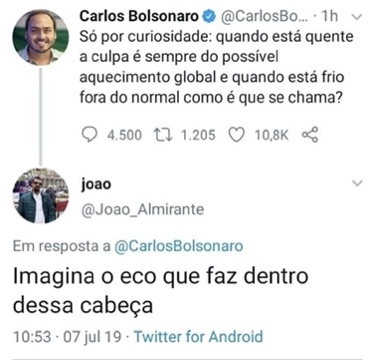 Carlos Bolsonaro @CarlosBo... · 1h
Só por curiosidade: quando está quente
a culpa é sempre do possível
aquecimento global e quando está frio
fora do normal como é que se chama?
4.500 1.205 10,8K
joao
@Joao_Almirante
Em resposta a @CarlosBolsonaro
Imagina o eco que faz dentro
dessa cabeça
10:53 · 07 jul 19 · Twitter for Android